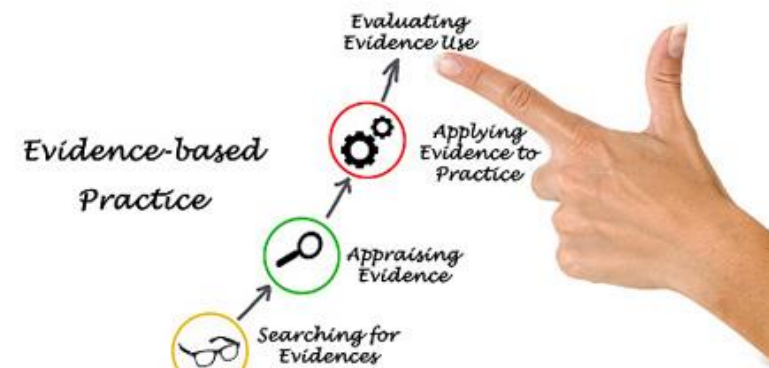 Evaluating
Evidence Use
Evidence-based
Practice
Applying
Evidence to
Practice
Appraising
Evidence
Searching for
Evidences